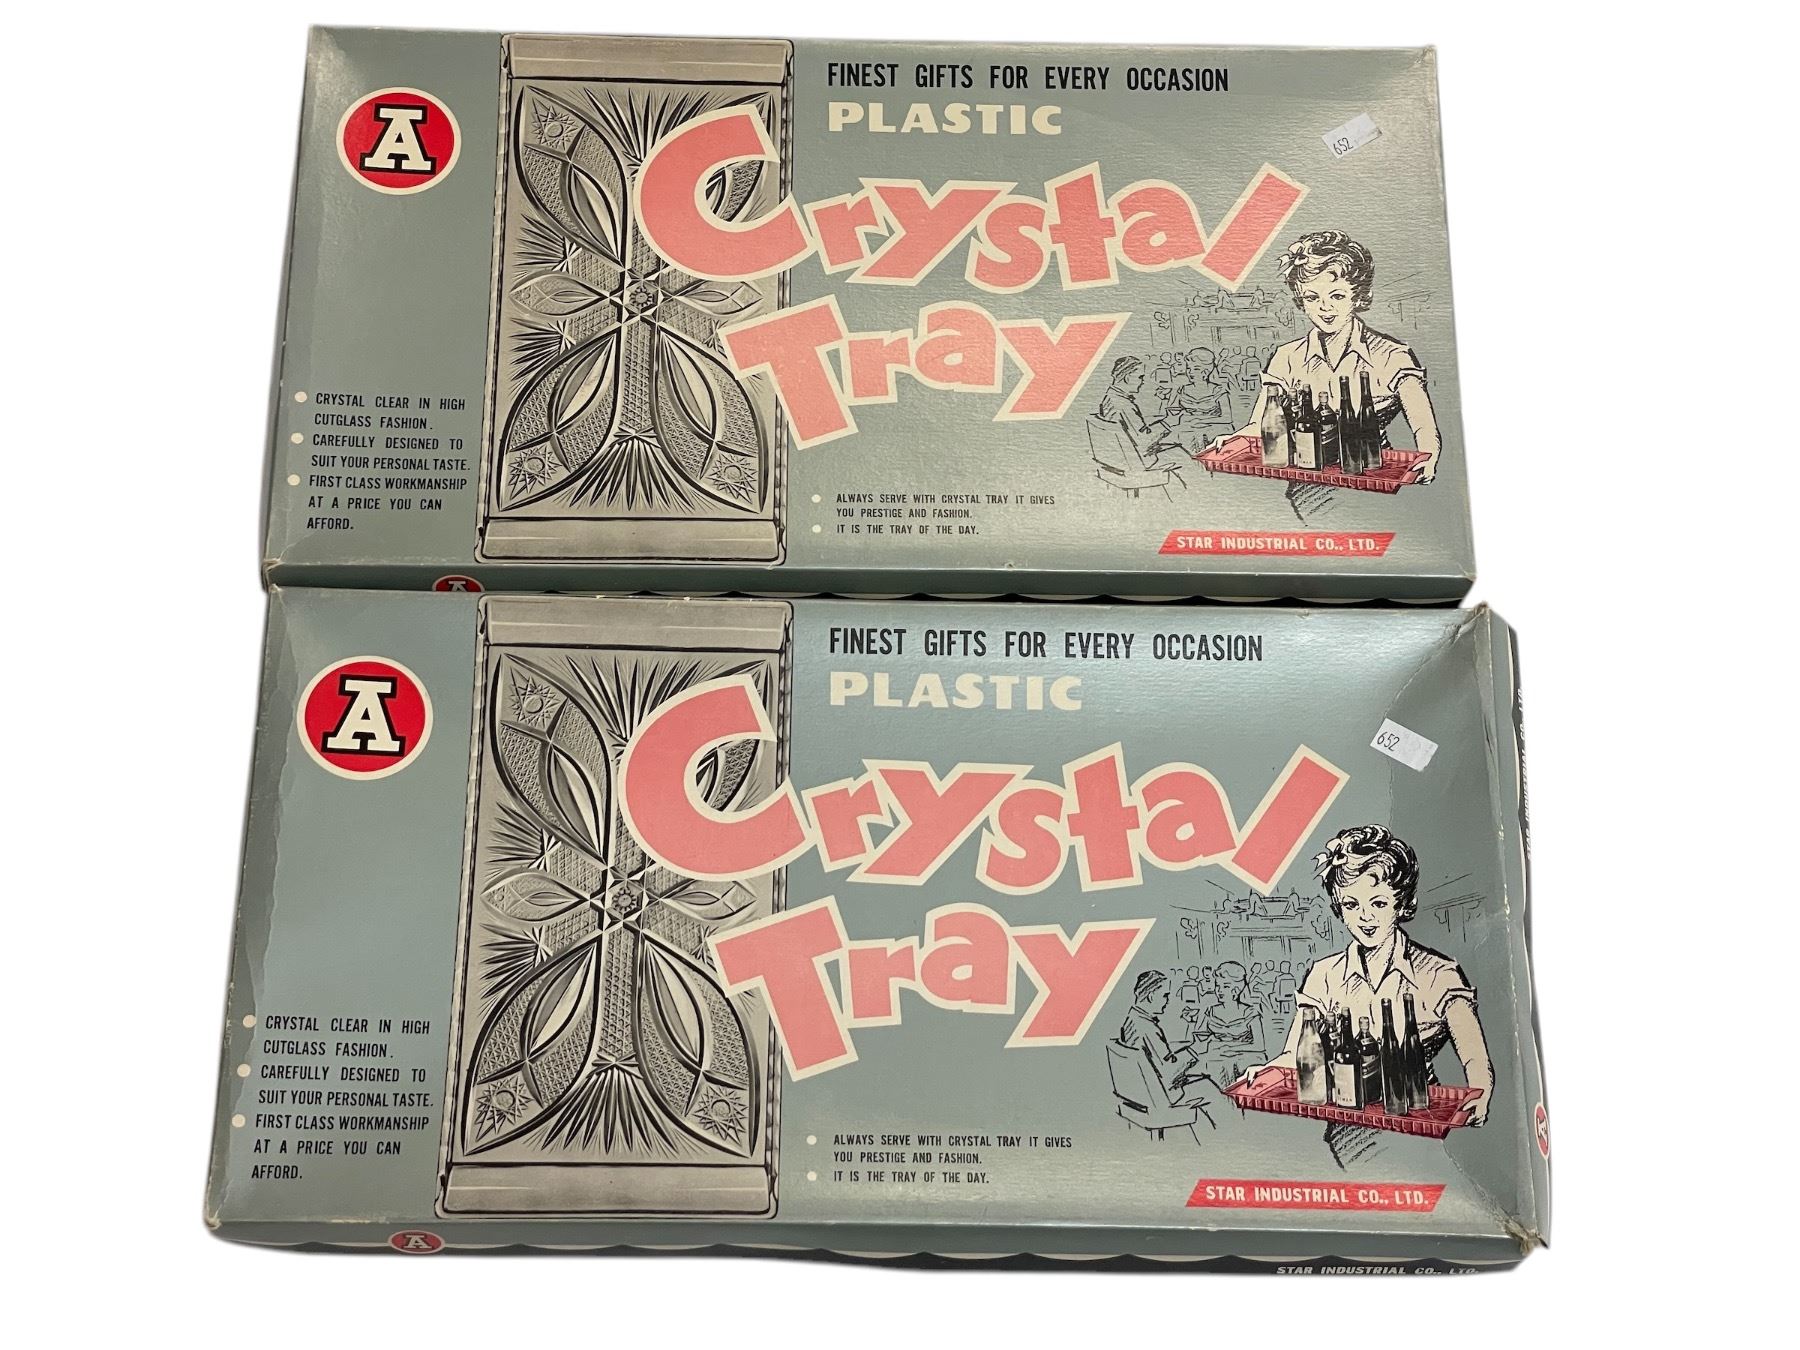 A
FINEST GIFTS FOR EVERY OCCASION
PLASTIC
Crystal
Tray
652
CRYSTAL CLEAR IN HIGH
CUTGLASS FASHION.
CAREFULLY DESIGNED TO
SUIT YOUR PERSONAL TASTE.
FIRST CLASS WORKMANSHIP
AT A PRICE YOU CAN
AFFORD.
ALWAYS SERVE WITH CRYSTAL TRAY IT GIVES
YOU PRESTIGE AND FASHION.
IT IS THE TRAY OF THE DAY.
STAR INDUSTRIAL CO., LTD.
A
A
FINEST GIFTS FOR EVERY OCCASION
PLASTIC
Crystal
Tray
652
CRYSTAL CLEAR IN HIGH
CUTGLASS FASHION.
CAREFULLY DESIGNED TO
SUIT YOUR PERSONAL TASTE.
FIRST CLASS WORKMANSHIP
AT A PRICE YOU CAN
AFFORD.
ALWAYS SERVE WITH CRYSTAL TRAY IT GIVES
YOU PRESTIGE AND FASHION.
IT IS THE TRAY OF THE DAY.
STAR INDUSTRIAL CO., LTD.
A
STAR INDUSTRIAL CO., LTD.
STAR INDUSTRIAL CO., LTD.
A